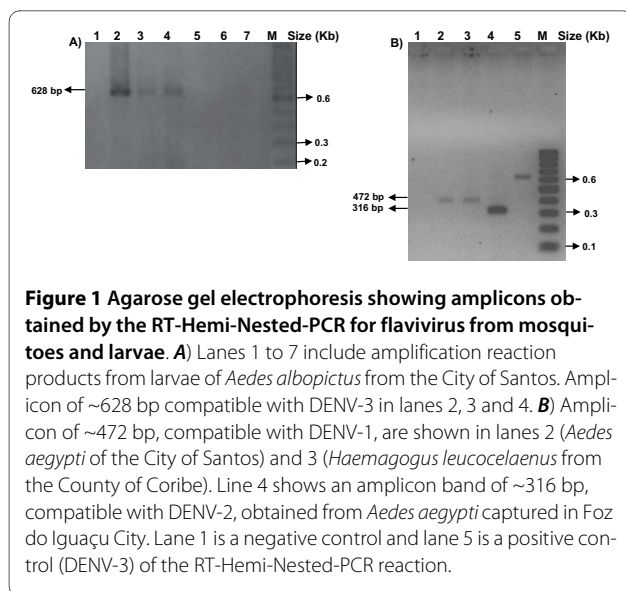 A) 1 2 3 4 5 6 7 M Size (Kb)
628 bp
0.6
0.3
0.2
B) 1 2 3 4 5 M Size (Kb)
472 bp
316 bp
0.6
0.3
0.1
Figure 1 Agarose gel electrophoresis showing amplicons ob-
tained by the RT-Hemi-Nested-PCR for flavivirus from mosqui-
toes and larvae. A) Lanes 1 to 7 include amplification reaction
products from larvae of Aedes albopictus from the City of Santos. Ampl-
icon of ~628 bp compatible with DENV-3 in lanes 2, 3 and 4. B) Ampli-
con of ~472 bp, compatible with DENV-1, are shown in lanes 2 (Aedes
aegypti of the City of Santos) and 3 (Haemagogus leucocelaenus from
the County of Coribe). Line 4 shows an amplicon band of ~316 bp,
compatible with DENV-2, obtained from Aedes aegypti captured in Foz
do Iguaçu City. Lane 1 is a negative control and lane 5 is a positive con-
trol (DENV-3) of the RT-Hemi-Nested-PCR reaction.